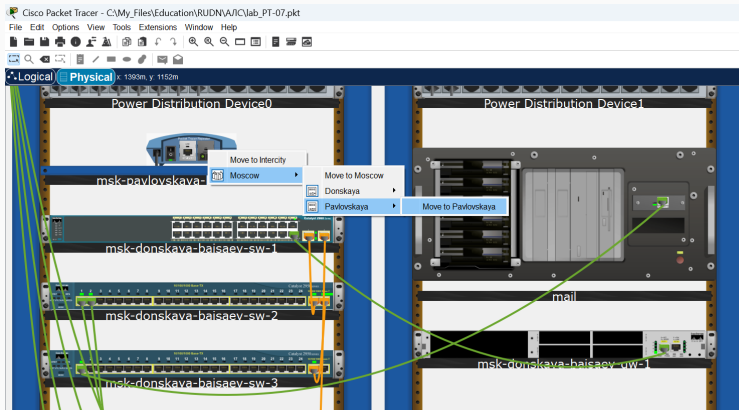 Cisco Packet Tracer - C:\My_Files\Education\RUDN\АЛС\lab_PT-07.pkt
File Edit Options View Tools Extensions Window Help
Logical Physical x: 1393m, y: 1152m
Power Distribution Device0
Power Distribution Device1
Move to Intercity
Moscow
Move to Moscow
Donskaya
Pavlovskaya
Move to Pavlovskaya
msk-pavlovskaya-
msk-donskaya-baisaev-sw-1
mail
msk-donskaya-baisaev-sw-2
msk-donskaya-baisaev-gw-1
msk-donskaya-baisaev-sw-3